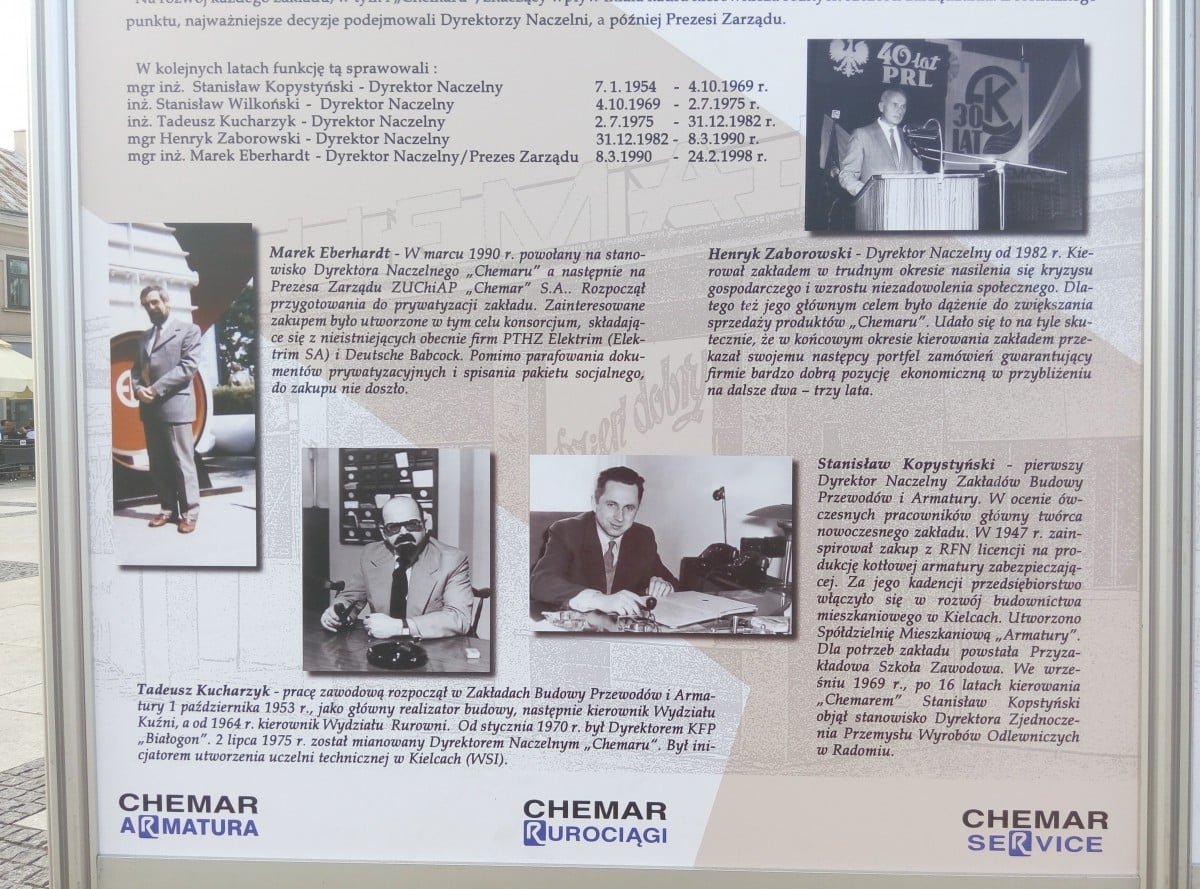 punktu, najważniejsze decyzje podejmowali Dyrektorzy Naczelni, a później Prezesi Zarządu.
W kolejnych latach funkcję tą sprawowali :
mgr inż. Stanisław Kopystyński - Dyrektor Naczelny 7. 1. 1954 - 4.10.1969 r.
inż. Stanisław Wilkoński - Dyrektor Naczelny 4.10.1969 - 2.7.1975 r.
inż. Tadeusz Kucharzyk - Dyrektor Naczelny 2.7.1975 - 31.12.1982 r.
mgr Henryk Zaborowski - Dyrektor Naczelny 31.12.1982 - 8.3.1990 r.
mgr inż. Marek Eberhardt - Dyrektor Naczelny/Prezes Zarządu 8.3.1990 - 24.2.1998 r.
40 lat
PRL
30
LAT
Marek Eberhardt - W marcu 1990 r. powołany na stano-
wisko Dyrektora Naczelnego „Chemaru" a następnie na
Prezesa Zarządu ZUChiAP „Chemar" S.A.. Rozpoczął
przygotowania do prywatyzacji zakładu. Zainteresowane
zakupem było utworzone w tym celu konsorcjum, składają-
ce się z nieistniejących obecnie firm PTHZ Elektrim (Elek-
trim SA) i Deutsche Babcock. Pomimo parafowania doku-
mentów prywatyzacyjnych i spisania pakietu socjalnego,
do zakupu nie doszło.
Henryk Zaborowski - Dyrektor Naczelny od 1982 r. Kie-
rował zakładem w trudnym okresie nasilenia się kryzysu
gospodarczego i wzrostu niezadowolenia społecznego. Dla-
tego też jego głównym celem było dążenie do zwiększania
sprzedaży produktów „Chemaru". Udało się to na tyle sku-
tecznie, że w końcowym okresie kierowania zakładem prze-
kazał swojemu następcy portfel zamówień gwarantujący
firmie bardzo dobrą pozycję ekonomiczną w przybliżeniu
na dalsze dwa – trzy lata.
Stanisław Kopystyński - pierwszy
Dyrektor Naczelny Zakładów Budowy
Przewodów i Armatury. W ocenie ów-
czesnych pracowników główny twórca
nowoczesnego zakładu. W 1947 r. zain-
spirował zakup z RFN licencji na pro-
dukcję kotłowej armatury zabezpieczają-
cej. Za jego kadencji przedsiębiorstwo
włączyło się w rozwój budownictwa
mieszkaniowego w Kielcach. Utworzono
Spółdzielnię Mieszkaniową „Armatury".
Dla potrzeb zakładu powstała Przyza-
kładowa Szkoła Zawodowa. We wrze-
śniu 1969 r., po 16 latach kierowania
„Chemarem" Stanisław Kopstyński
objął stanowisko Dyrektora Zjednocze-
nia Przemysłu Wyrobów Odlewniczych
w Radomiu.
Tadeusz Kucharzyk - pracę zawodową rozpoczął w Zakładach Budowy Przewodów i Arma-
tury 1 października 1953 r., jako główny realizator budowy, następnie kierownik Wydziału
Kuźni, a od 1964 r. kierownik Wydziału Rurowni. Od stycznia 1970 r. był Dyrektorem KFP
„Białogon". 2 lipca 1975 r. został mianowany Dyrektorem Naczelnym „Chemaru". Był ini-
cjatorem utworzenia uczelni technicznej w Kielcach (WSI).
CHEMAR
ARMATURA
CHEMAR
RUROCIĄGI
CHEMAR
SERVICE